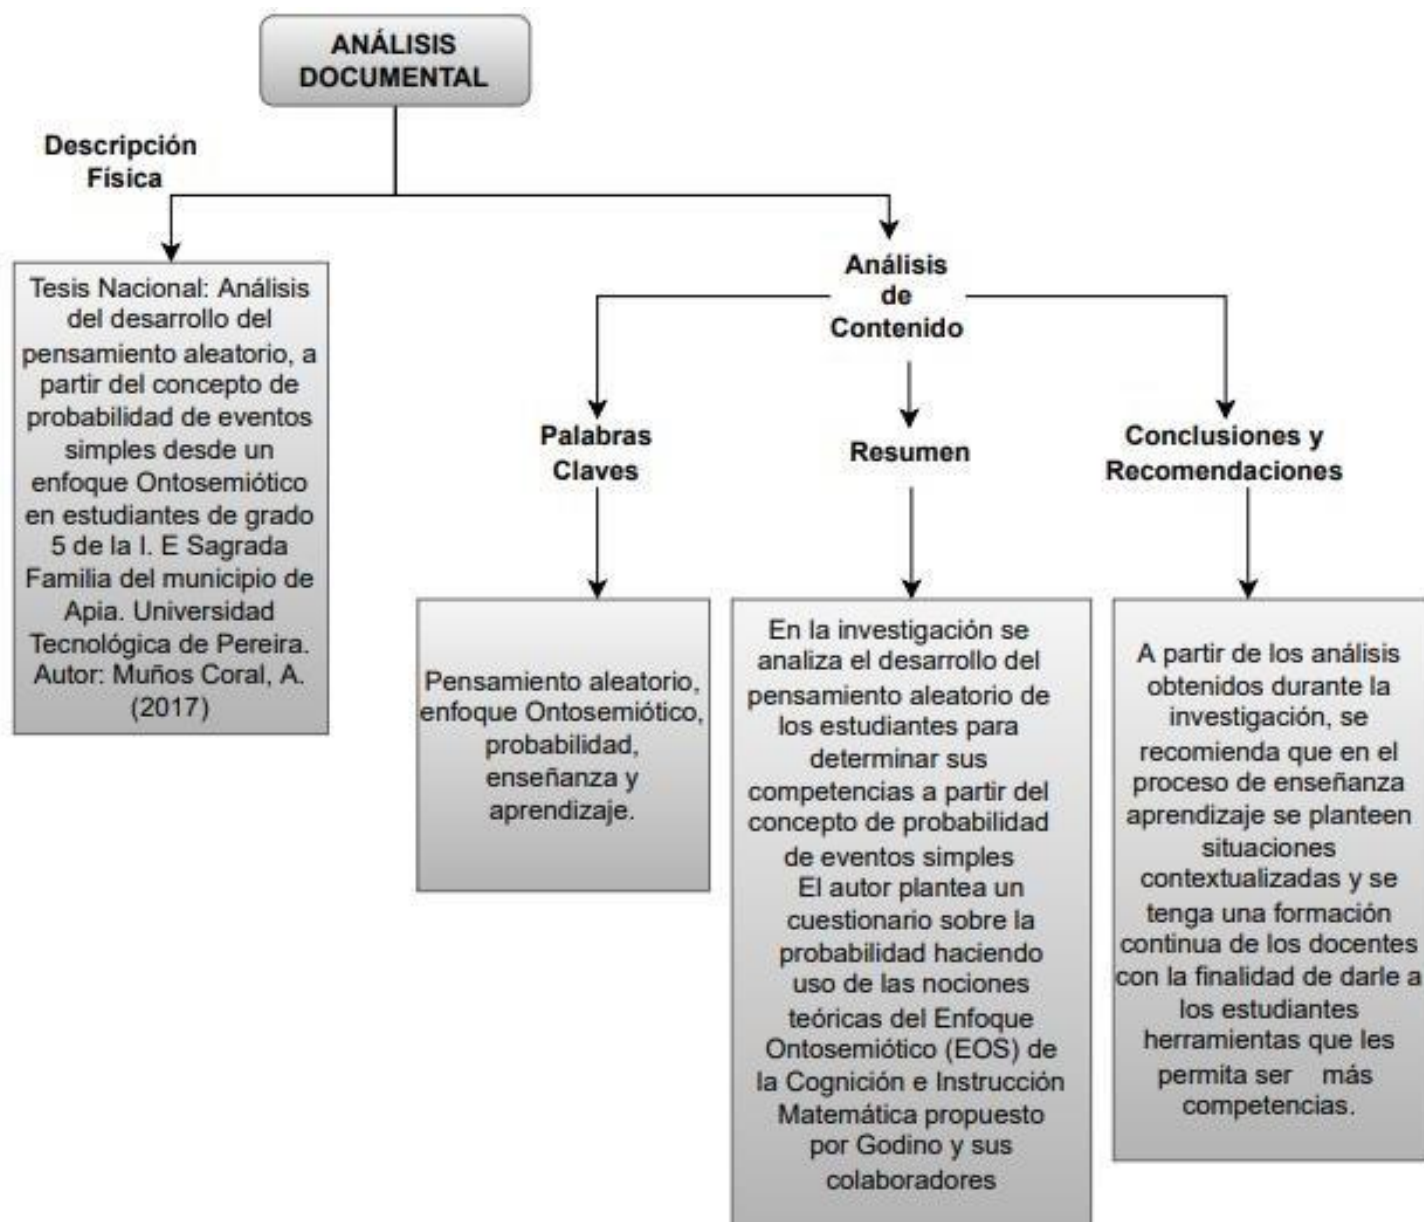 ANÁLISIS
DOCUMENTAL
Descripción
Física
Tesis Nacional: Análisis
del desarrollo del
pensamiento aleatorio, a
partir del concepto de
probabilidad de eventos
simples desde un
enfoque Ontosemiótico
en estudiantes de grado
5 de la I. E Sagrada
Familia del municipio de
Apia. Universidad
Tecnológica de Pereira.
Autor: Muños Coral, A.
(2017)
Análisis
de
Contenido
Palabras
Claves
Pensamiento aleatorio,
enfoque Ontosemiótico,
probabilidad,
enseñanza y
aprendizaje.
Resumen
En la investigación se
analiza el desarrollo del
pensamiento aleatorio de
los estudiantes para
determinar sus
competencias a partir del
concepto de probabilidad
de eventos simples
El autor plantea un
cuestionario sobre la
probabilidad haciendo
uso de las nociones
teóricas del Enfoque
Ontosemiótico (EOS) de
la Cognición e Instrucción
Matemática propuesto
por Godino y sus
colaboradores
Conclusiones y
Recomendaciones
A partir de los análisis
obtenidos durante la
investigación, se
recomienda que en el
proceso de enseñanza
aprendizaje se planteen
situaciones
contextualizadas y se
tenga una formación
continua de los docentes
con la finalidad de darle a
los estudiantes
herramientas que les
permita ser más
competencias.